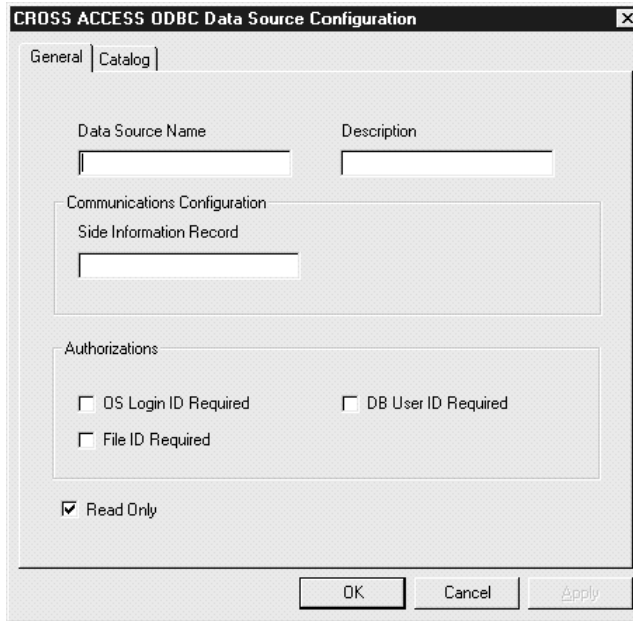 CROSS ACCESS ODBC Data Source Configuration
General Catalog
Data Source Name Description
Communications Configuration
Side Information Record
Authorizations
OS Login ID Required DB User ID Required
File ID Required
Read Only
OK Cancel Apply